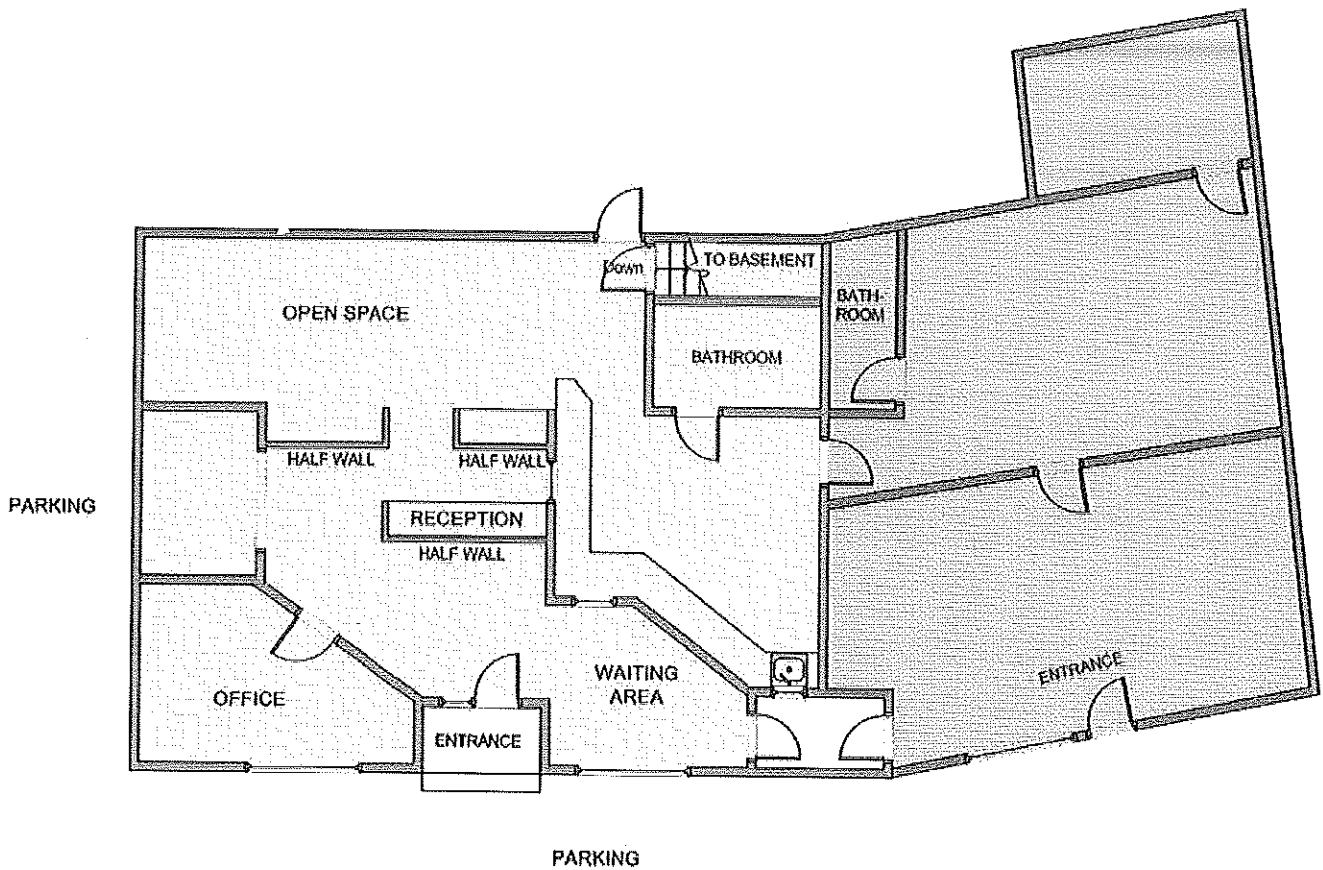 TO BASEMENT
Down
OPEN SPACE
BATH-
ROOM
BATHROOM
HALF WALL
HALF WALL
PARKING
RECEPTION
HALF WALL
WAITING
AREA
ENTRANCE
OFFICE
ENTRANCE
PARKING